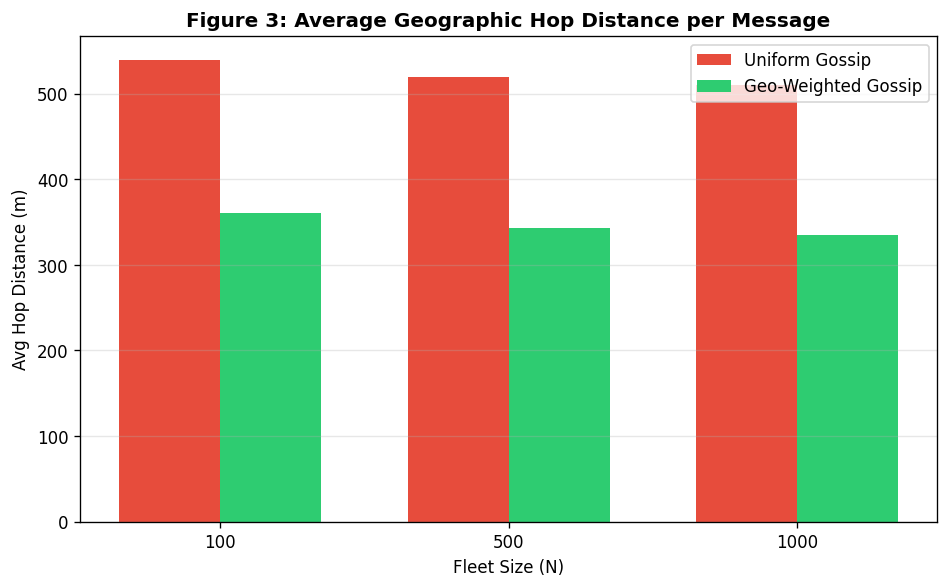 Figure 3: Average Geographic Hop Distance per Message
Uniform Gossip
Geo-Weighted Gossip
Avg Hop Distance (m)
500
400
300
200
100
0
100 500 1000
Fleet Size (N)